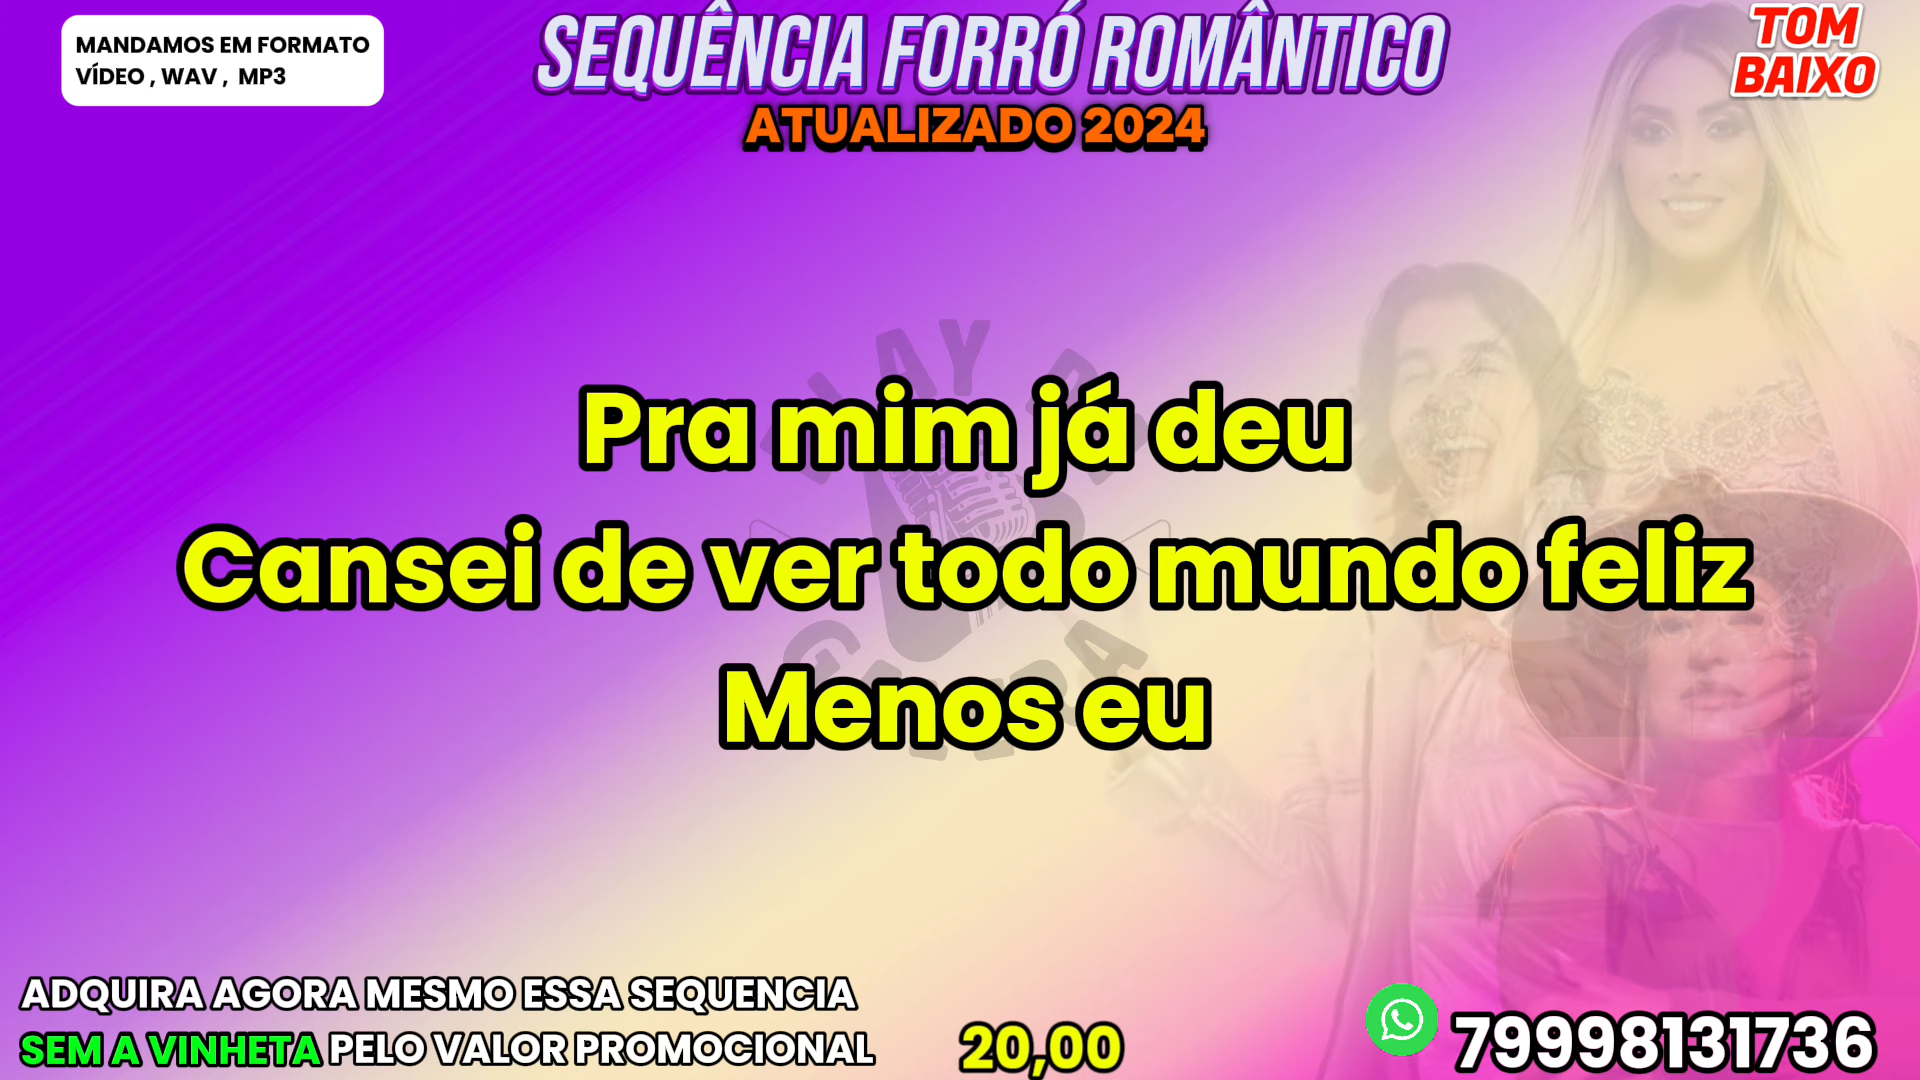 MANDAMOS EM FORMATO
VÍDEO , WAV , MP3
SEQUÊNCIA FORRÓ ROMÂNTICO
ATUALIZADO 2024
TOM
BAIXO
Pra mim já deu
Cansei de ver todo mundo feliz
Menos eu
ADQUIRA AGORA MESMO ESSA SEQUENCIA
SEM A VINHETA PELO VALOR PROMOCIONAL
20,00
79998131736